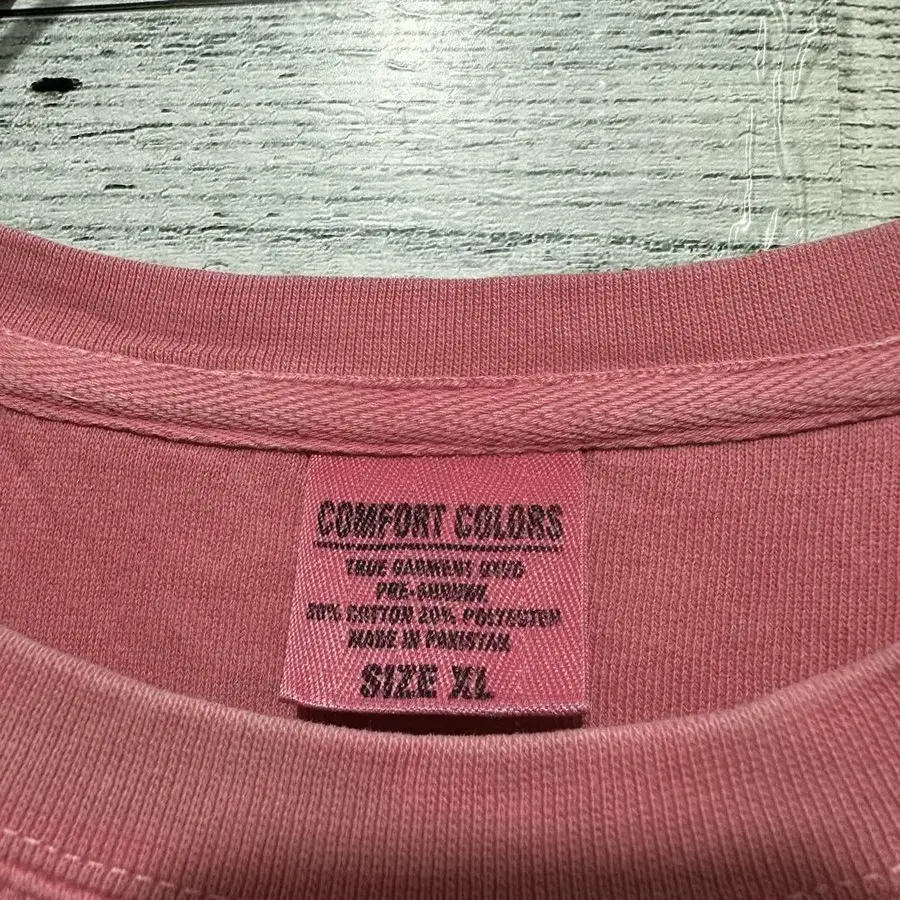 COMFORT COLORS
TRUE GARMENT DYED
PRE-SHRUNK
80% COTTON 20% POLYESTER
MADE IN PAKISTAN
SIZE XL